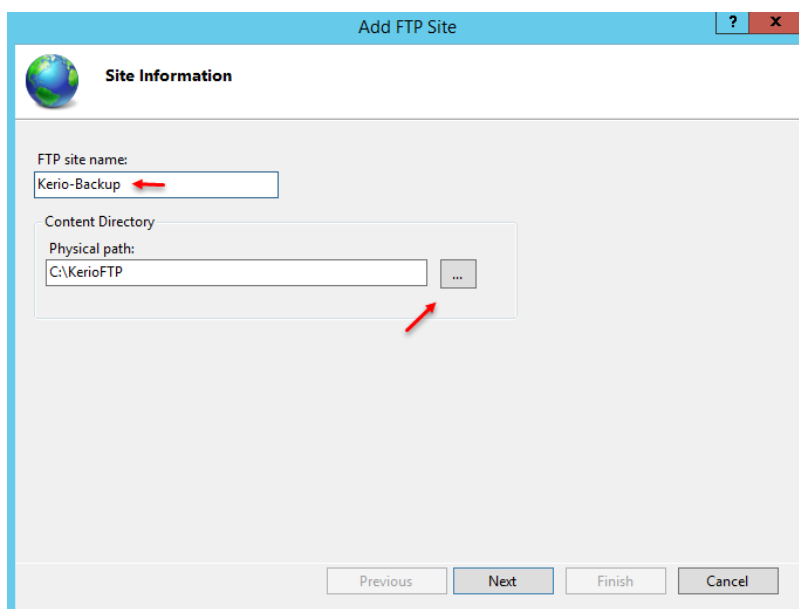 Add FTP Site
? x
Site Information
FTP site name:
Kerio-Backup
Content Directory
Physical path:
C:\KerioFTP
...
Previous Next Finish Cancel